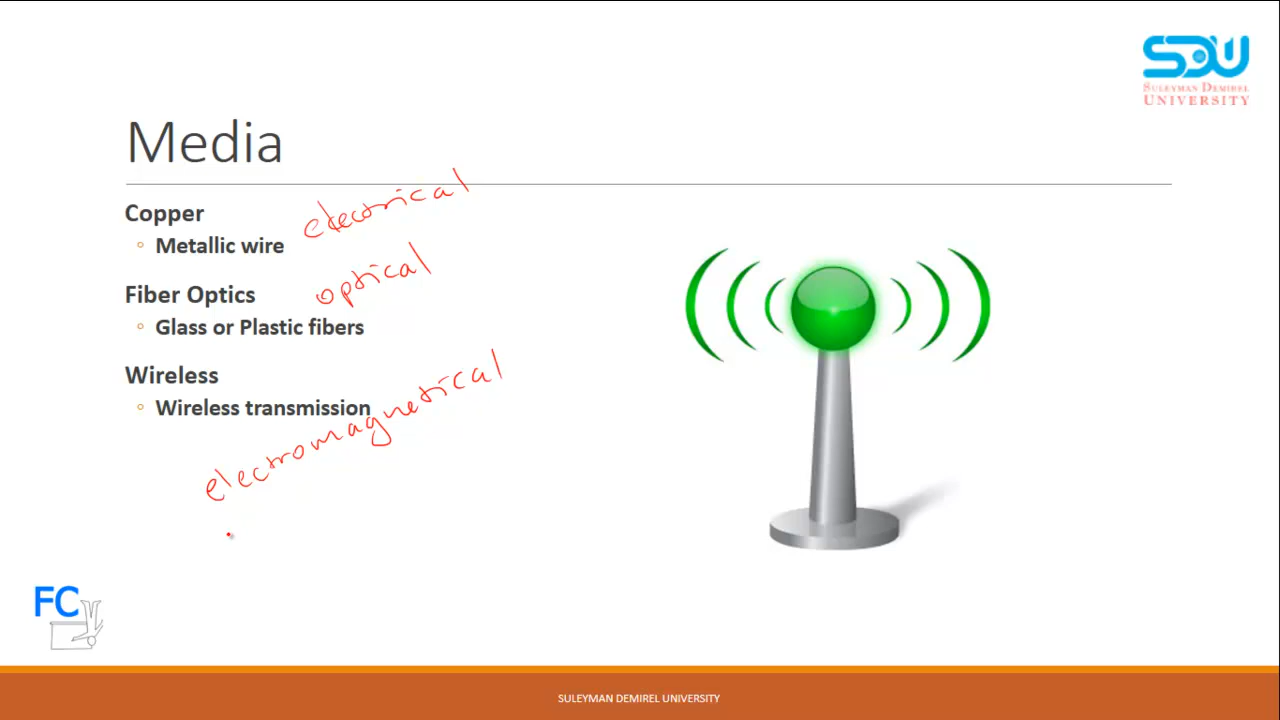 SDU
SULEYMAN DEMIREL
UNIVERSITY
Media
Copper
electrical
◦ Metallic wire
Fiber Optics
optical
◦ Glass or Plastic fibers
Wireless
◦ Wireless transmission
electromagnetical
FC
SULEYMAN DEMIREL UNIVERSITY